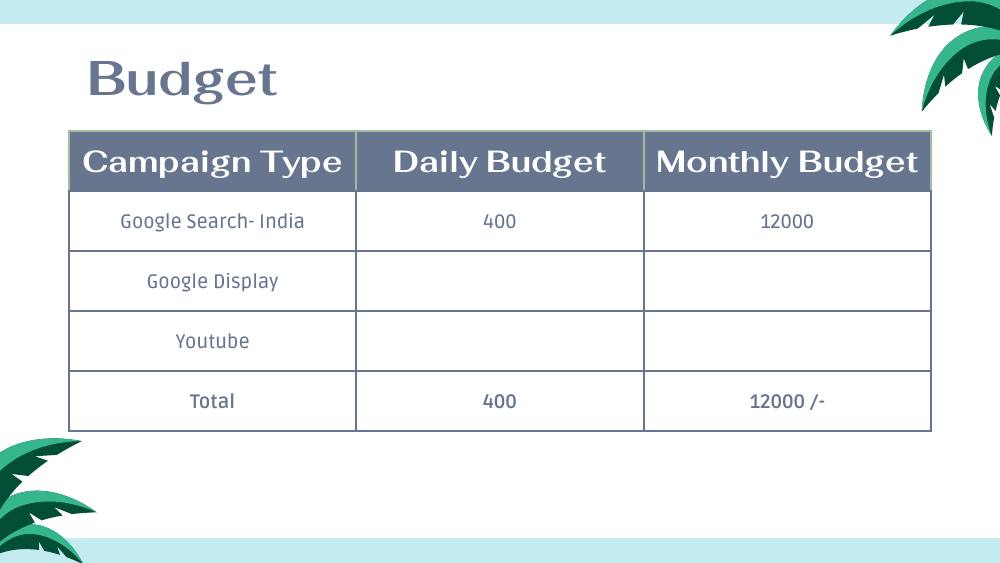 Budget
Campaign Type Daily Budget Monthly Budget
Google Search- India 400 12000
Google Display
Youtube
Total 400 12000 /-